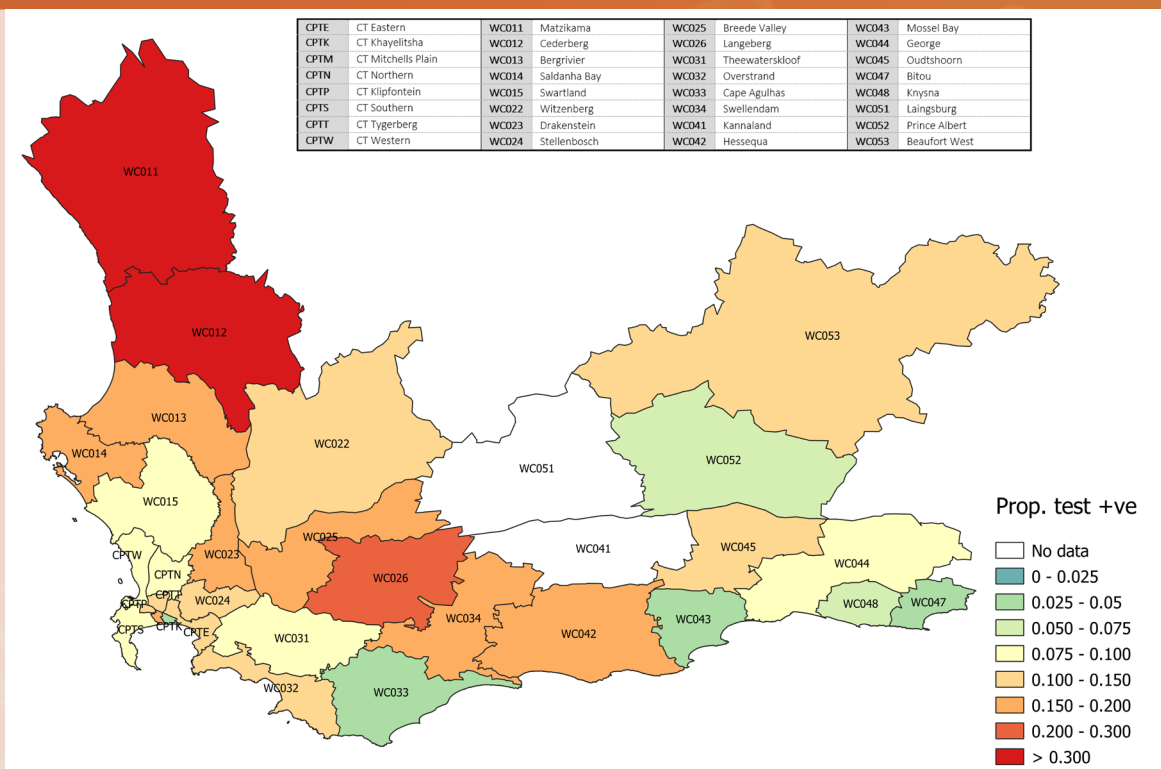 CPTE CT Eastern WC011 Matzikama WC025 Breede Valley WC043 Mossel Bay
CPTK CT Khayelitsha WC012 Cederberg WC026 Langeberg WC044 George
CPTM CT Mitchells Plain WC013 Bergrivier WC031 Theewaterskloof WC045 Oudtshoorn
CPTN CT Northern WC014 Saldanha Bay WC032 Overstrand WC047 Bitou
CPTP CT Klipfontein WC015 Swartland WC033 Cape Agulhas WC048 Knysna
CPTS CT Southern WC022 Witzenberg WC034 Swellendam WC051 Laingsburg
CPTT CT Tygerberg WC023 Drakenstein WC041 Kannaland WC052 Prince Albert
CPTW CT Western WC024 Stellenbosch WC042 Hessequa WC053 Beaufort West
WC011
WC012
WC053
WC013
WC022
WC014
WC052
WC051
WC015
WC025
WC041
WC045
CPTW
WC023
WC044
CPTN
WC026
WC024
WC048
WC047
WC034
WC043
CPTS
CPTK
CPTE
WC031
WC042
WC032
WC033
Prop. test +ve
No data
0 - 0.025
0.025 - 0.05
0.050 - 0.075
0.075 - 0.100
0.100 - 0.150
0.150 - 0.200
0.200 - 0.300
> 0.300